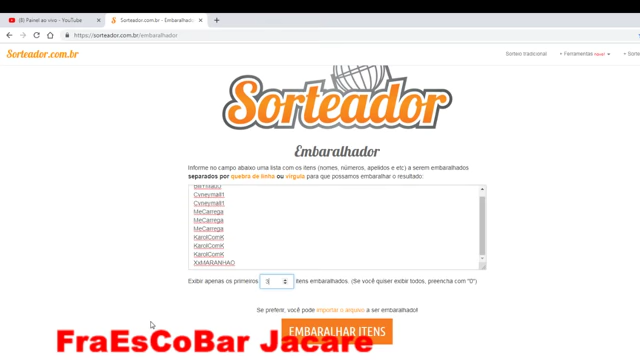 (8) Painel ao vivo - YouTube
Sorteador.com.br - Embaralhador
https://sorteador.com.br/embaralhador
Sorteador.com.br
Sorteio tradicional
+ Ferramentas
+ Sorte
Sorteador
Embaralhador
Informe no campo abaixo uma lista com os itens (nomes, números, apelidos e etc) a serem embaralhados
separados por quebra de linha ou vírgula para que possamos embaralhar o resultado:
Cvneymall1
Cvneymall1
MeCarrega
MeCarrega
MeCarrega
KarolComK
KarolComK
KarolComK
XxMARANHAO
Exibir apenas os primeiros
itens embaralhados. (Se você quiser exibir todos, preencha com "0")
Se preferir, você pode importar o arquivo a ser embaralhado!
EMBARALHAR ITENS
FraEsCoBar Jacare